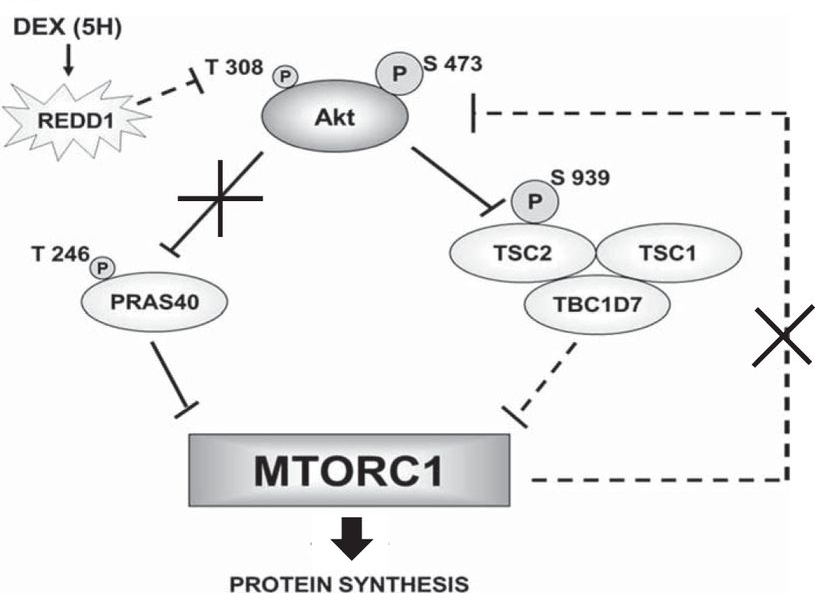 DEX (5H)
REDD1
T 308
P
P
S 473
Akt
S 939
P
T 246
P
PRAS40
TSC2
TSC1
TBC1D7
MTORC1
PROTEIN SYNTHESIS